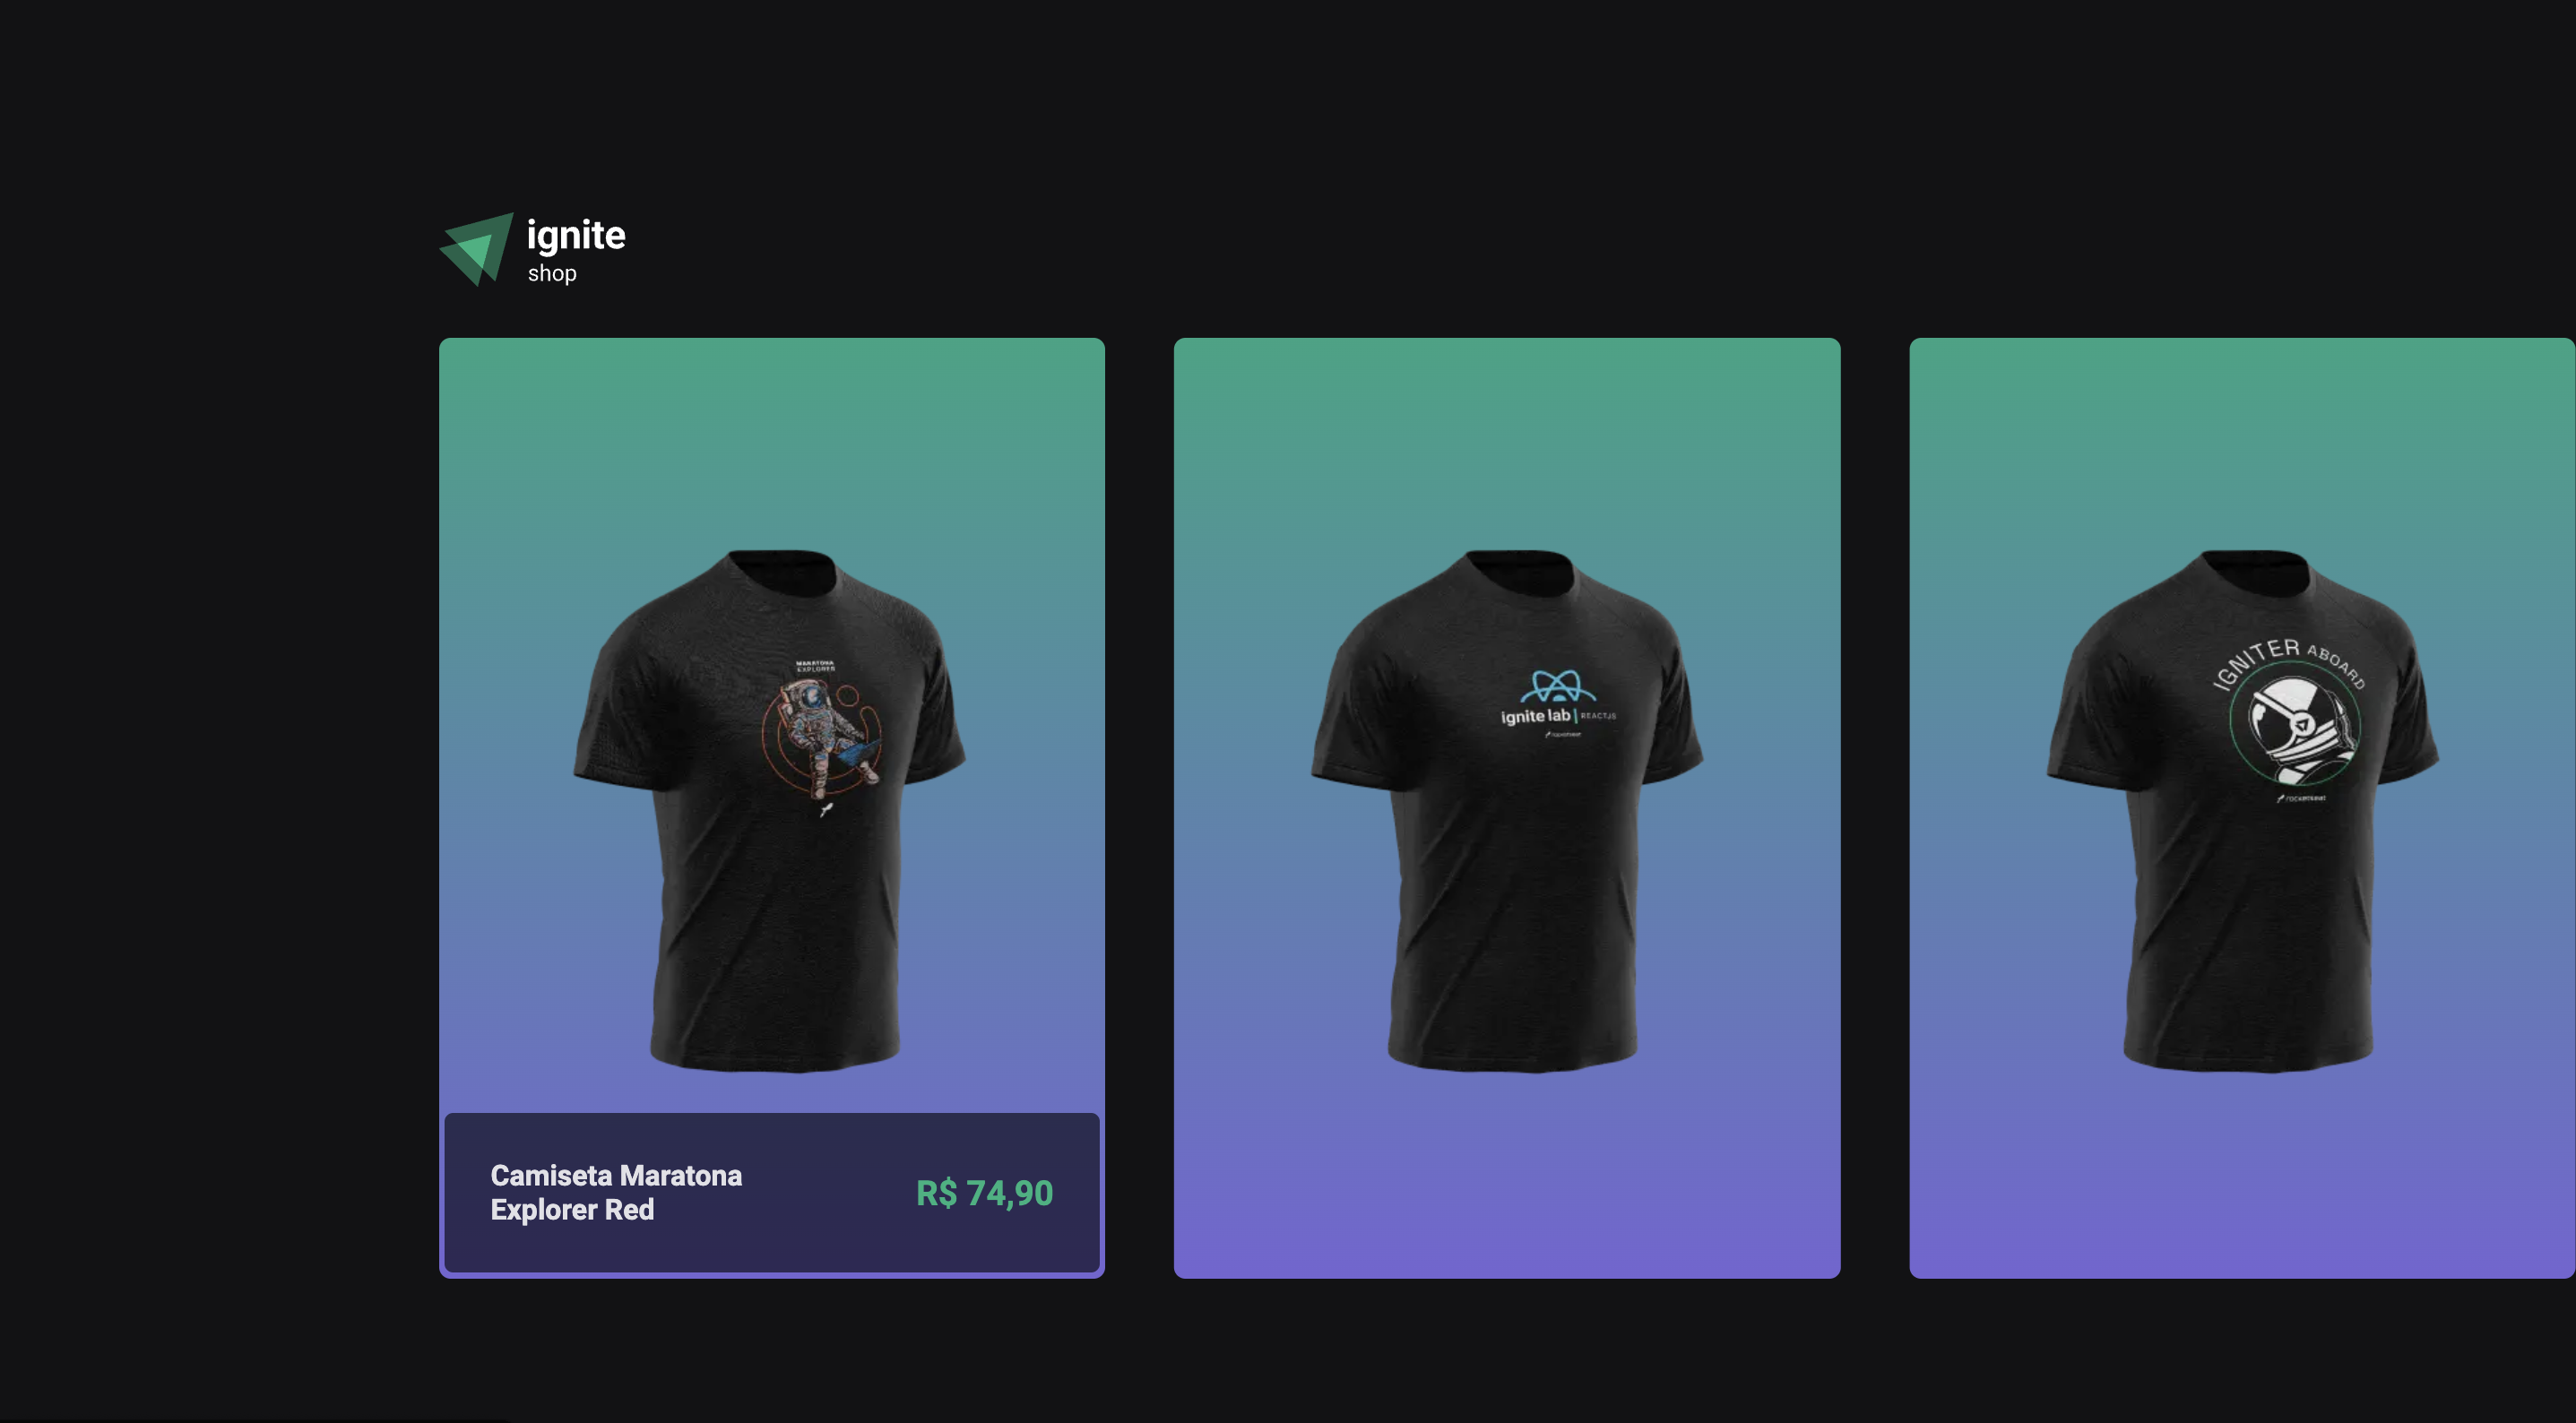 ignite
shop
MARATONA
EXPLORER
ignite lab | REACTJS
rocketseat
IGNITER ABOARD
rocketseat
Camiseta Maratona
Explorer Red
R$ 74,90